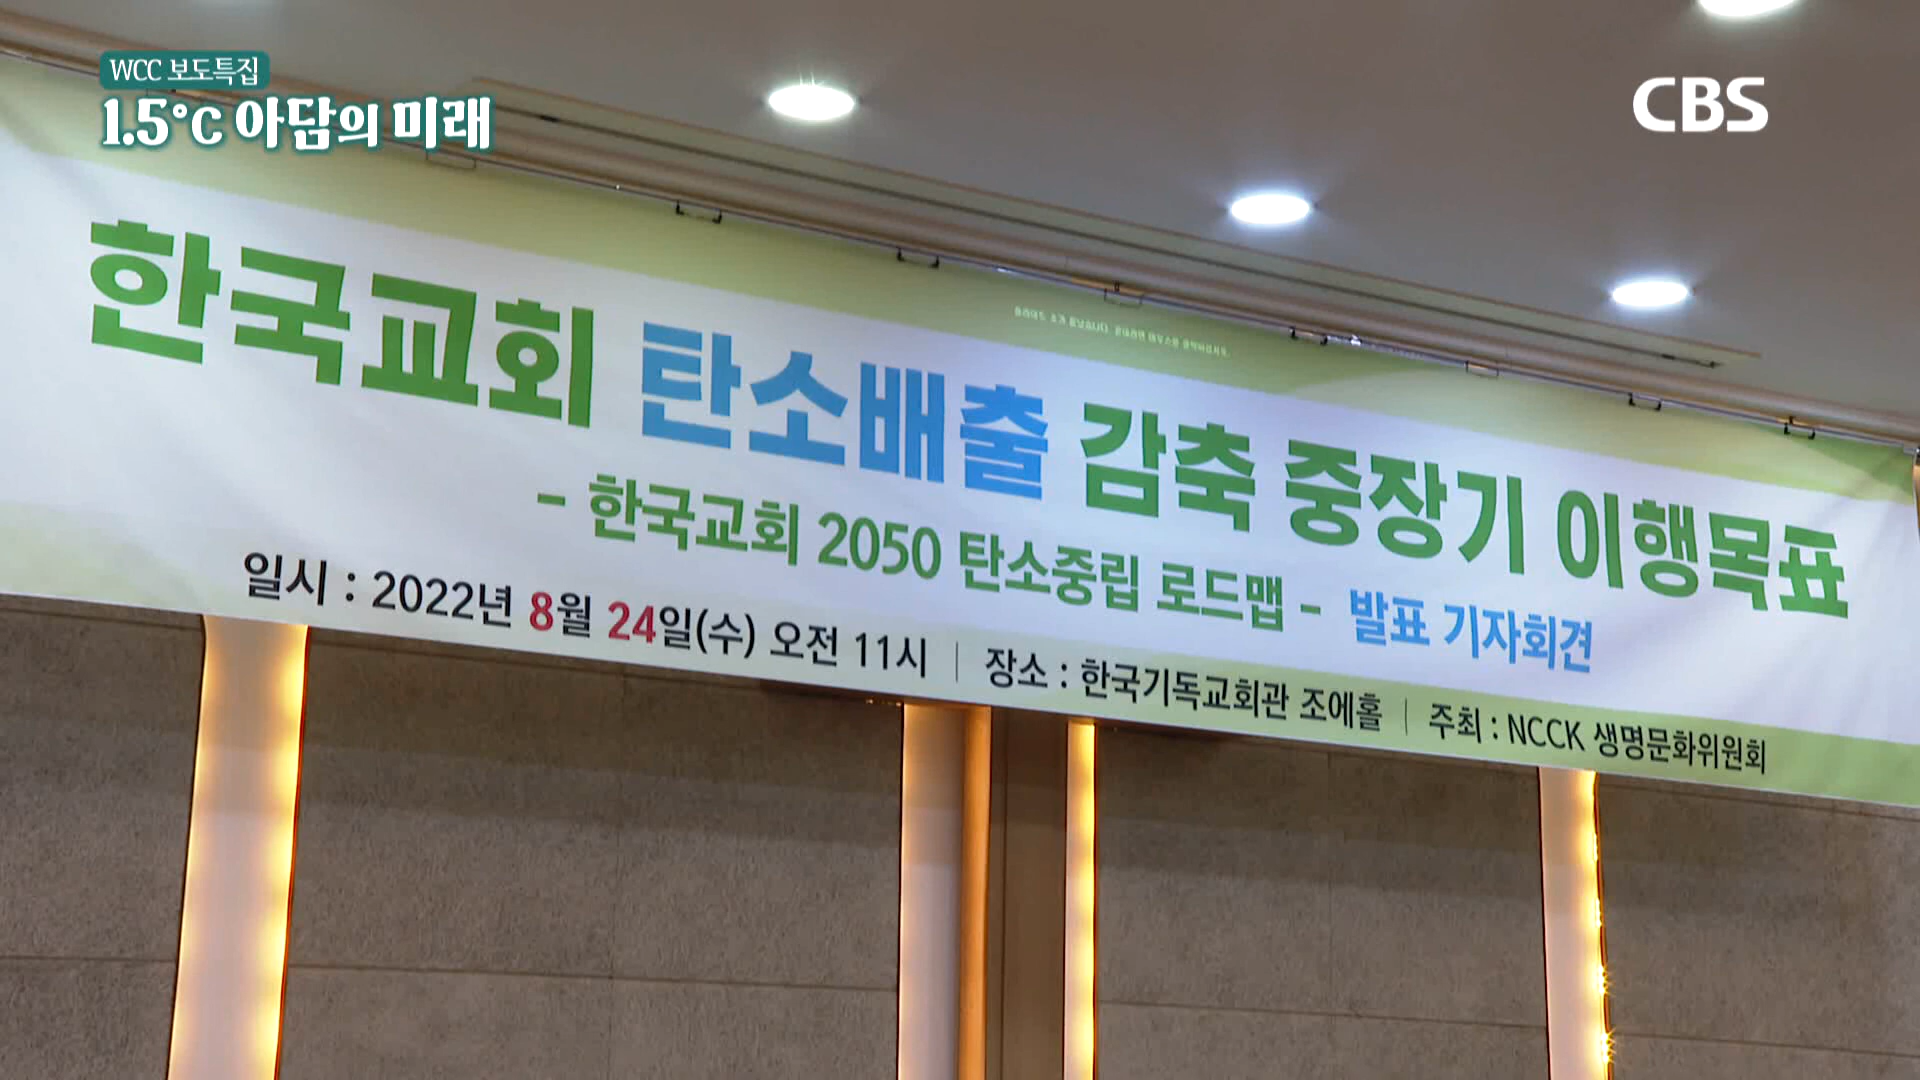 WCC 보도특집
1.5°C 아담의 미래
CBS
한국교회 탄소배출 감축 중장기 이행목표
- 한국교회 2050 탄소중립 로드맵 - 발표 기자회견
일시 : 2022년 8월 24일(수) 오전 11시 | 장소 : 한국기독교회관 조에홀 | 주최 : NCCK 생명문화위원회